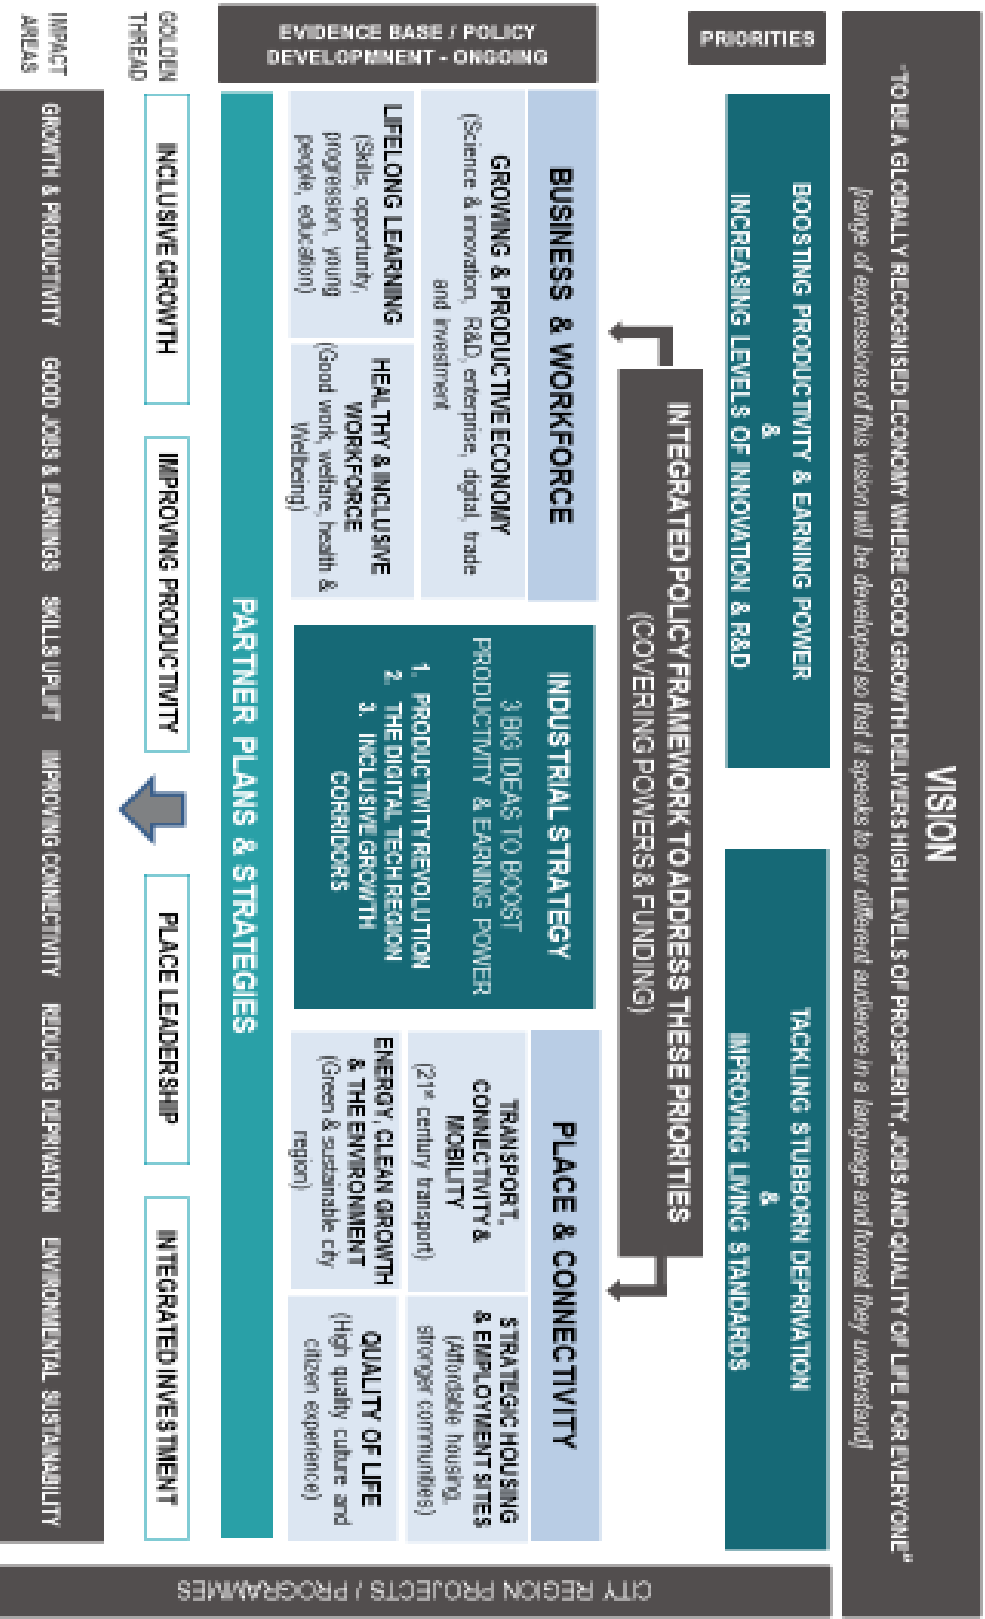 VISION
"TO BE A GLOBALLY RECOGNISED ECONOMY WHERE GOOD GROWTH DELIVERS HIGH LEVELS OF PROSPERITY, JOBS AND QUALITY OF LIFE FOR EVERYONE"
[range of expressions of this vision will be developed so that it speaks to our different audience in a language and format they understand]
PRIORITIES
BOOSTING PRODUCTIVITY & EARNING POWER
&
INCREASING LEVELS OF INNOVATION & R&D
TACKLING STUBBORN DEPRIVATION
&
IMPROVING LIVING STANDARDS
INTEGRATED POLICY FRAMEWORK TO ADDRESS THESE PRIORITIES
(COVERING POWERS & FUNDING)
EVIDENCE BASE / POLICY
DEVELOPMNENT - ONGOING
BUSINESS & WORKFORCE
GROWING & PRODUCTIVE ECONOMY
(Science & innovation, R&D, enterprise, digital, trade
and investment
LIFELONG LEARNING
(Skills, opportunity,
progression, young
people, education)
HEALTHY & INCLUSIVE
WORKFORCE
(Good work, welfare, health &
Wellbeing)
INDUSTRIAL STRATEGY
3 BIG IDEAS TO BOOST
PRODUCTIVITY & EARNING POWER
1. PRODUCTIVITY REVOLUTION
2. THE DIGITAL TECH REGION
3. INCLUSIVE GROWTH
CORRIDORS
PLACE & CONNECTIVITY
TRANSPORT,
CONNECTIVITY &
MOBILITY
(21st century transport)
STRATEGIC HOUSING
& EMPLOYMENT SITES
(Affordable housing,
stronger communities)
ENERGY, CLEAN GROWTH
& THE ENVIRONMENT
(Green & sustainable city
region)
QUALITY OF LIFE
(High quality culture and
citizen experience)
PARTNER PLANS & STRATEGIES
GOLDEN
THREAD
INCLUSIVE GROWTH
IMPROVING PRODUCTIVITY
PLACE LEADERSHIP
INTEGRATED INVESTMENT
IMPACT
AREAS
GROWTH & PRODUCTIVITY
GOOD JOBS & EARNINGS
SKILLS UPLIFT
IMPROVING CONNECTIVITY
REDUCING DEPRIVATION
ENVIRONMENTAL SUSTAINABILITY
CITY REGION PROJECTS / PROGRAMMES